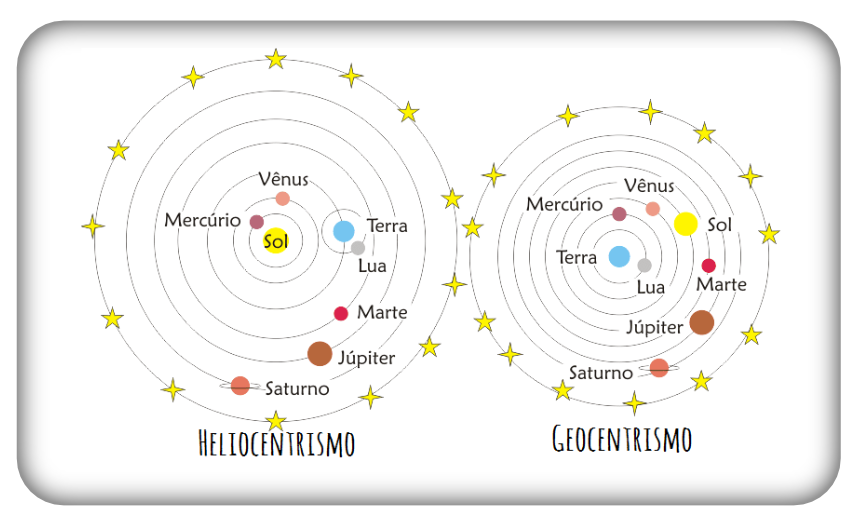 Vênus
Mercúrio
Sol
Terra
Lua
Marte
Júpiter
Saturno
Heliocentrismo
Vênus
Mercúrio
Sol
Terra
Lua
Marte
Júpiter
Saturno
Geocentrismo